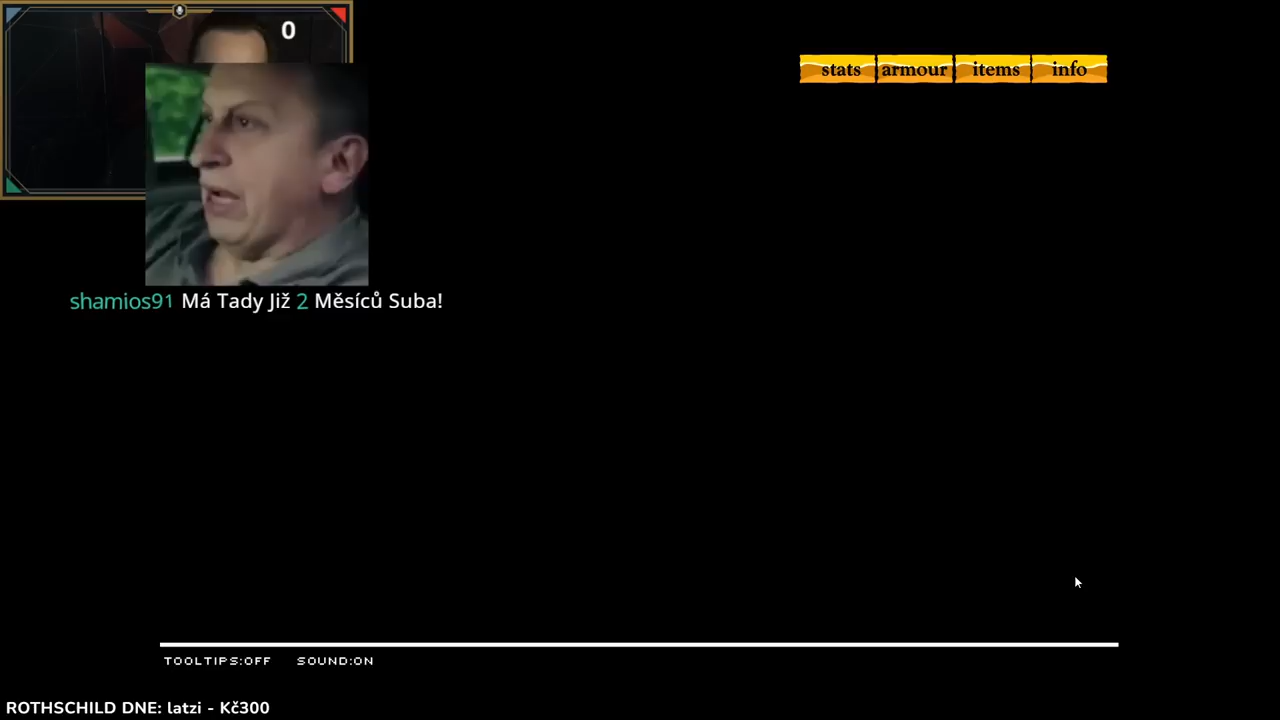 0
stats armour items info
shamios91 Má Tady Již 2 Měsíců Suba!
TOOLTIPS:OFF SOUND:ON
ROTHSCHILD DNE: latzi - Kč300